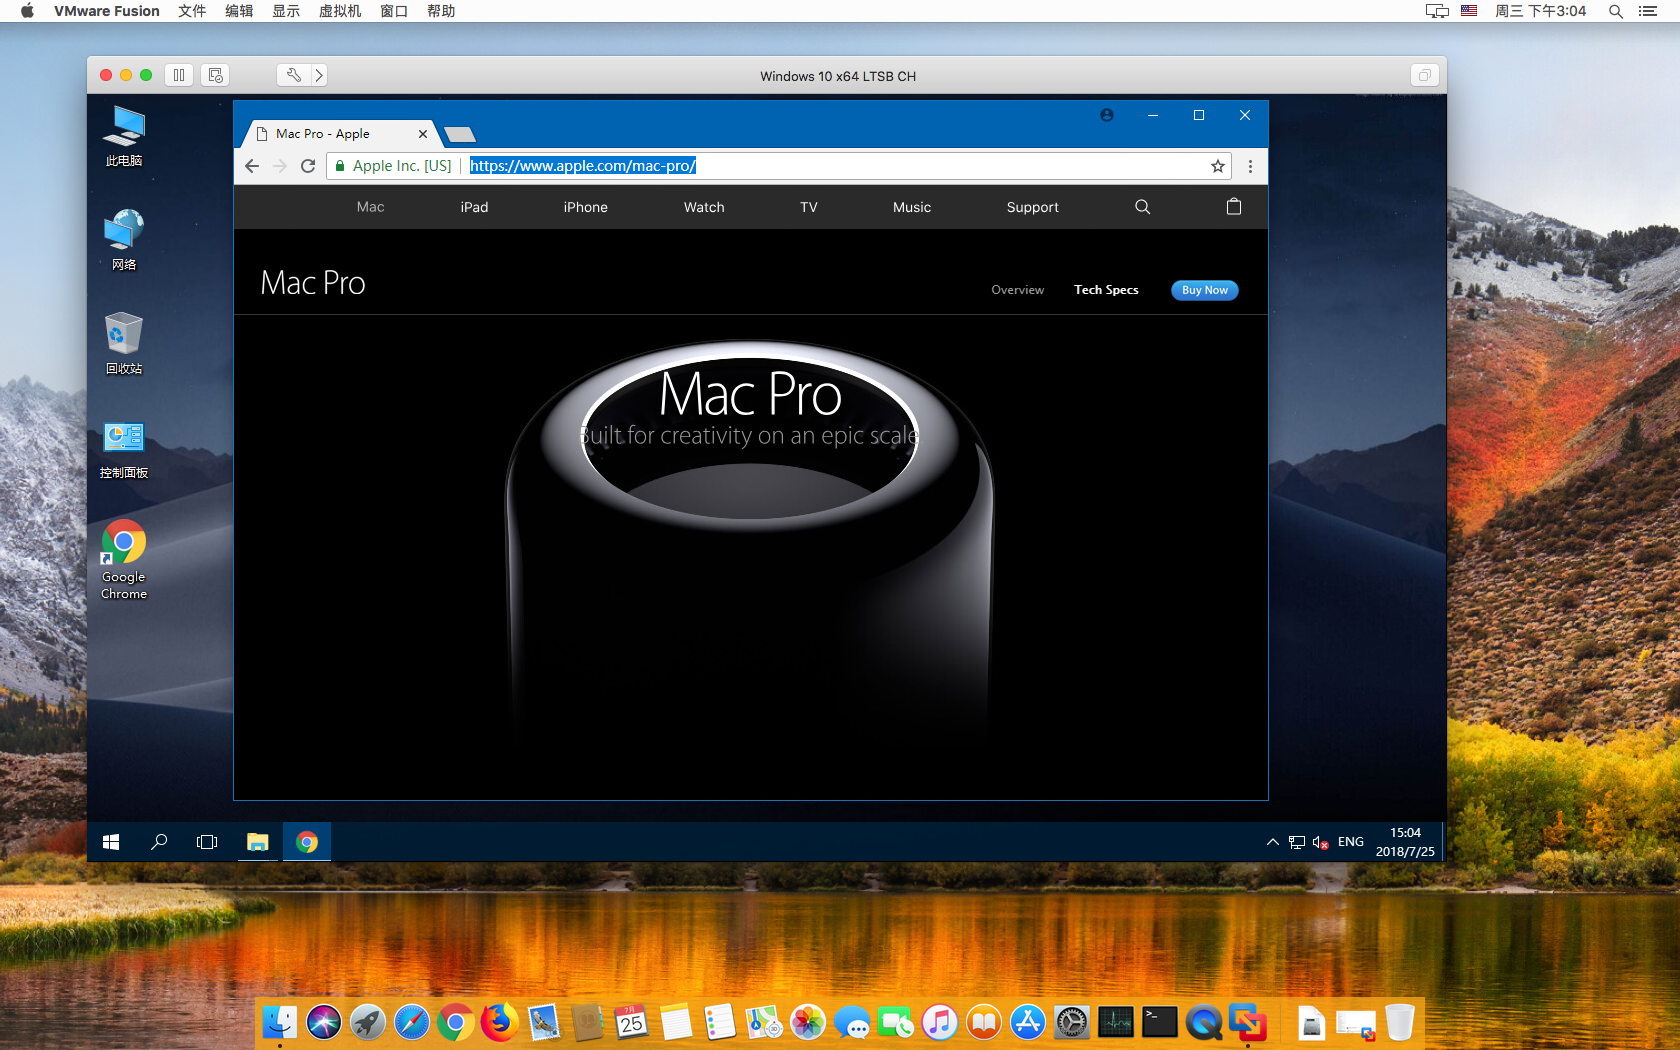 VMware Fusion 文件 编辑 显示 虚拟机 窗口 帮助 周三 下午3:04
Windows 10 x64 LTSB CH
Mac Pro - Apple
Apple Inc. [US] https://www.apple.com/mac-pro/
Mac iPad iPhone Watch TV Music Support
Mac Pro
Overview Tech Specs Buy Now
Mac Pro
Built for creativity on an epic scale
此电脑
网络
回收站
控制面板
Google
Chrome
ENG
15:04
2018/7/25
7月
25